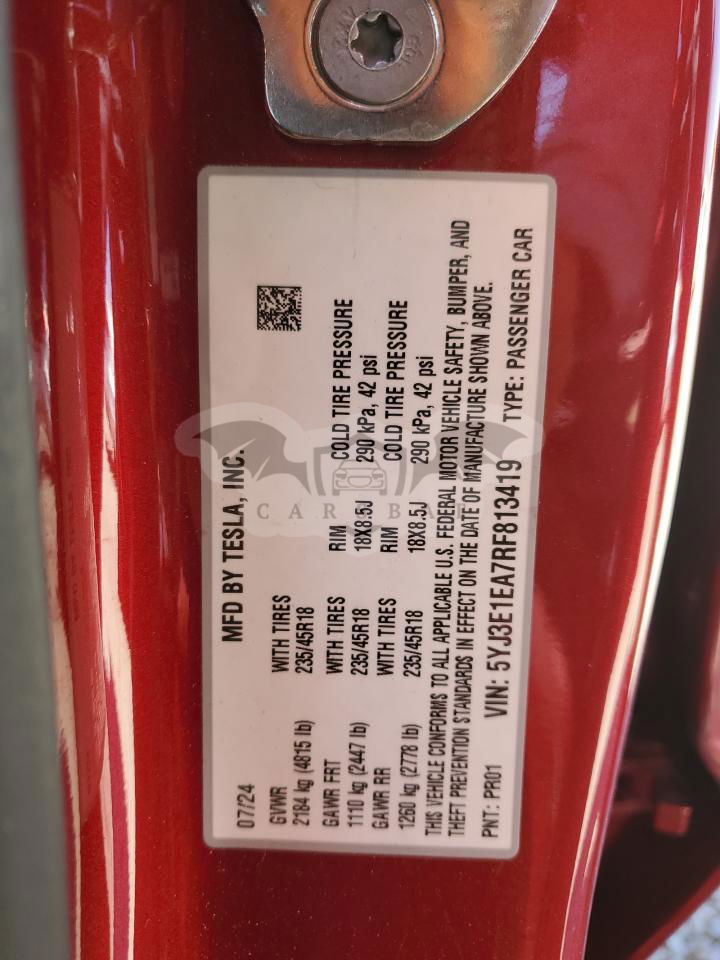 MFD BY TESLA, INC.
07/24
GVWR WITH TIRES
2184 kg (4815 lb) 235/45R18
GAWR FRT WITH TIRES RIM COLD TIRE PRESSURE
1110 kg (2447 lb) 235/45R18 18X8.5J 290 kPa, 42 psi
GAWR RR WITH TIRES RIM COLD TIRE PRESSURE
1260 kg (2778 lb) 235/45R18 18X8.5J 290 kPa, 42 psi
THIS VEHICLE CONFORMS TO ALL APPLICABLE U.S. FEDERAL MOTOR VEHICLE SAFETY, BUMPER, AND
THEFT PREVENTION STANDARDS IN EFFECT ON THE DATE OF MANUFACTURE SHOWN ABOVE.
PNT: PR01 VIN: 5YJ3E1EA7RF813419 TYPE: PASSENGER CAR